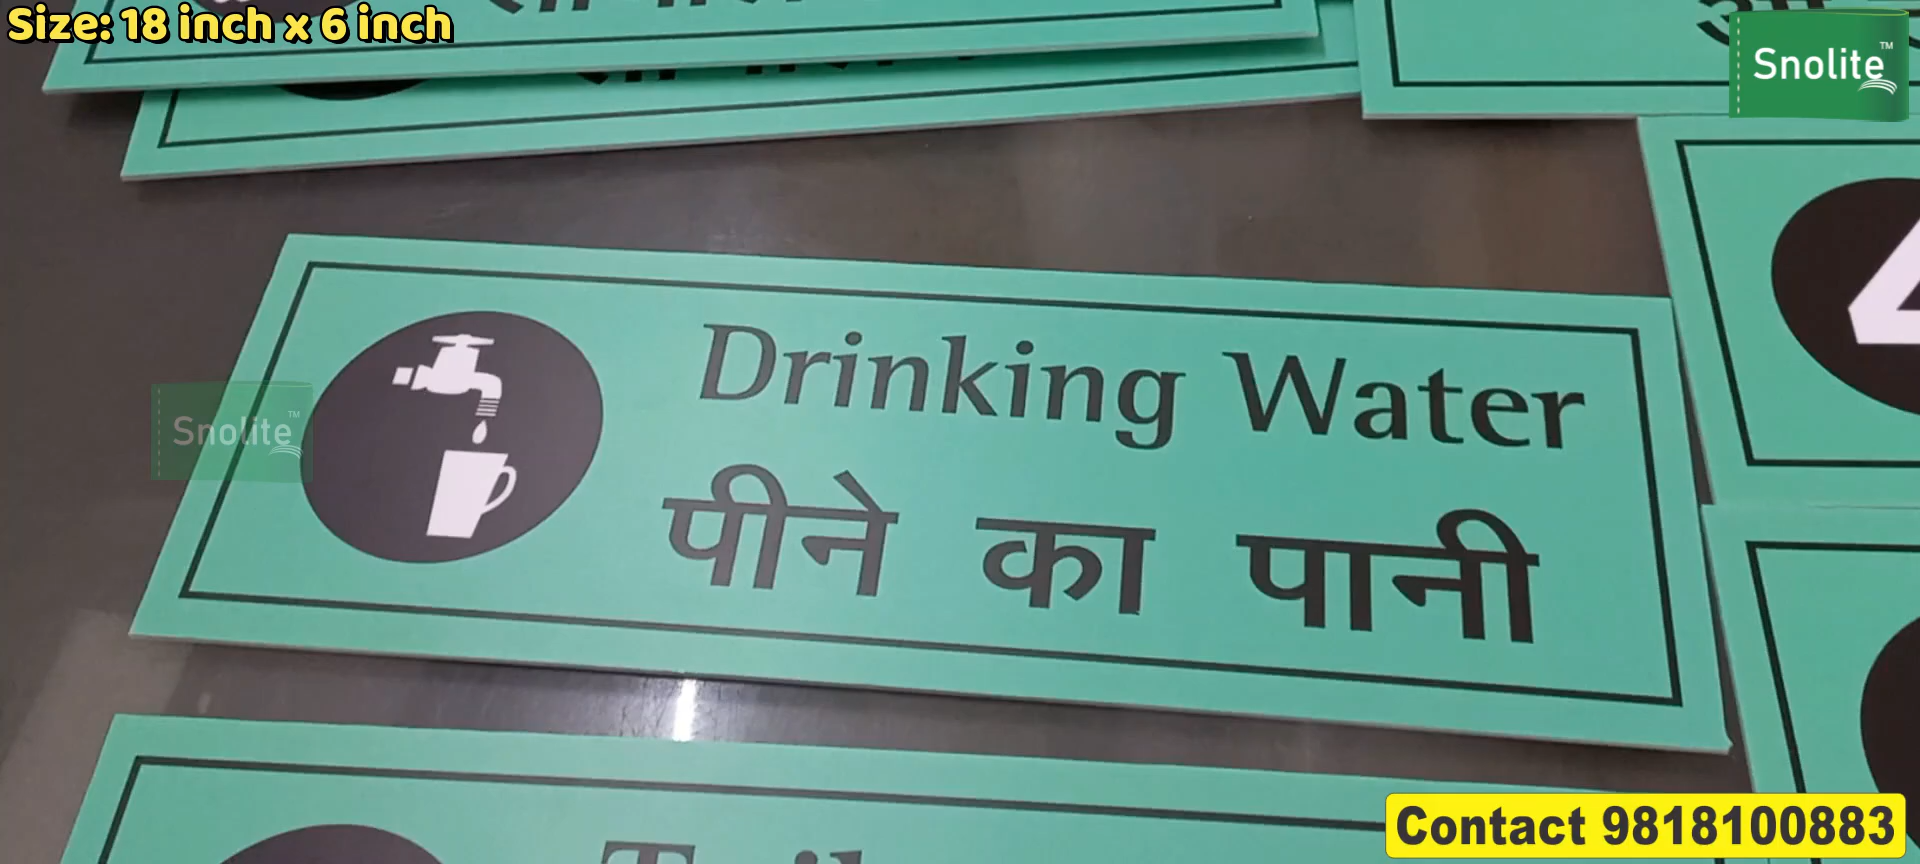 Size: 18 inch x 6 inch
Snolite™
Drinking Water
Snolite™
पीने का पानी
Contact 9818100883